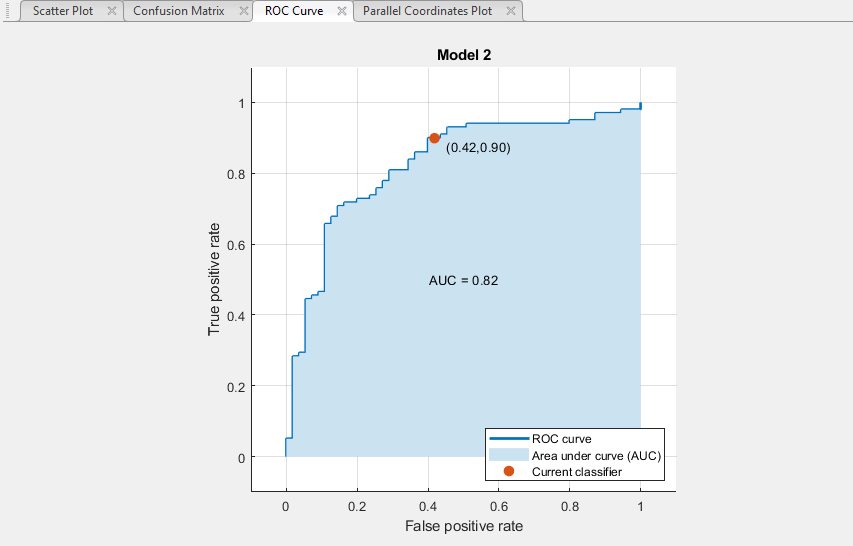 Scatter Plot Confusion Matrix ROC Curve Parallel Coordinates Plot
Model 2
1
0.8
0.6
0.4
0.2
0
True positive rate
(0.42,0.90)
AUC = 0.82
ROC curve
Area under curve (AUC)
Current classifier
0 0.2 0.4 0.6 0.8 1
False positive rate